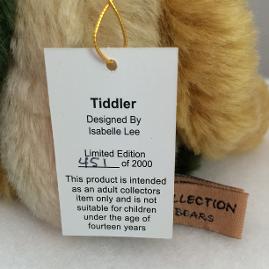 Tiddler
Designed By
Isabelle Lee
Limited Edition
451 of 2000
This product is intended
as an adult collectors
item only and is not
suitable for children
under the age of
fourteen years
COLLECTION
BEARS